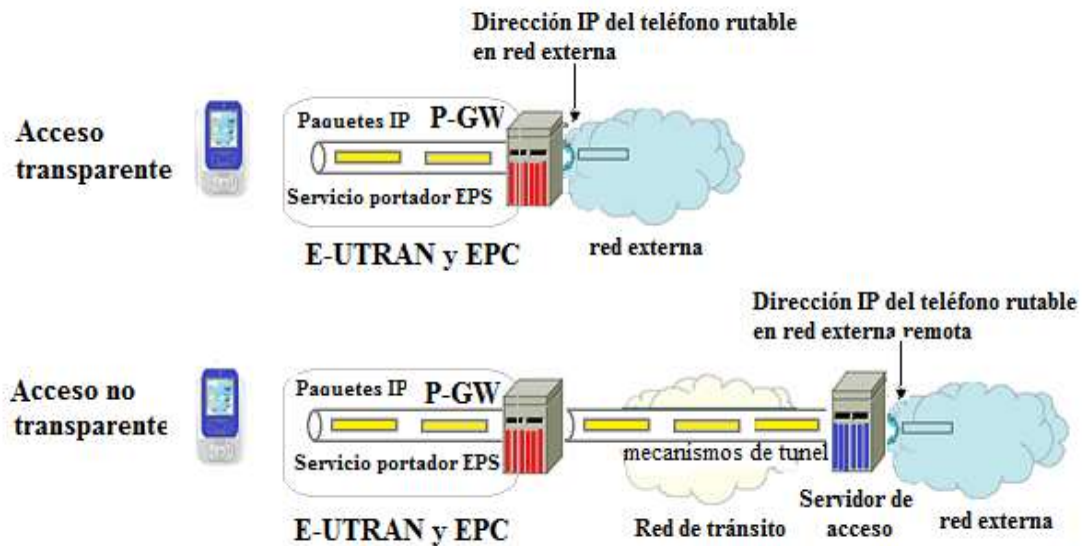 Dirección IP del teléfono rutable
en red externa
Acceso
transparente
Paquetes IP
P-GW
Servicio portador EPS
E-UTRAN y EPC
red externa
Dirección IP del teléfono rutable
en red externa remota
Acceso no
transparente
Paquetes IP
P-GW
Servicio portador EPS
mecanismos de tunel
E-UTRAN y EPC
Red de tránsito
Servidor de
acceso
red externa